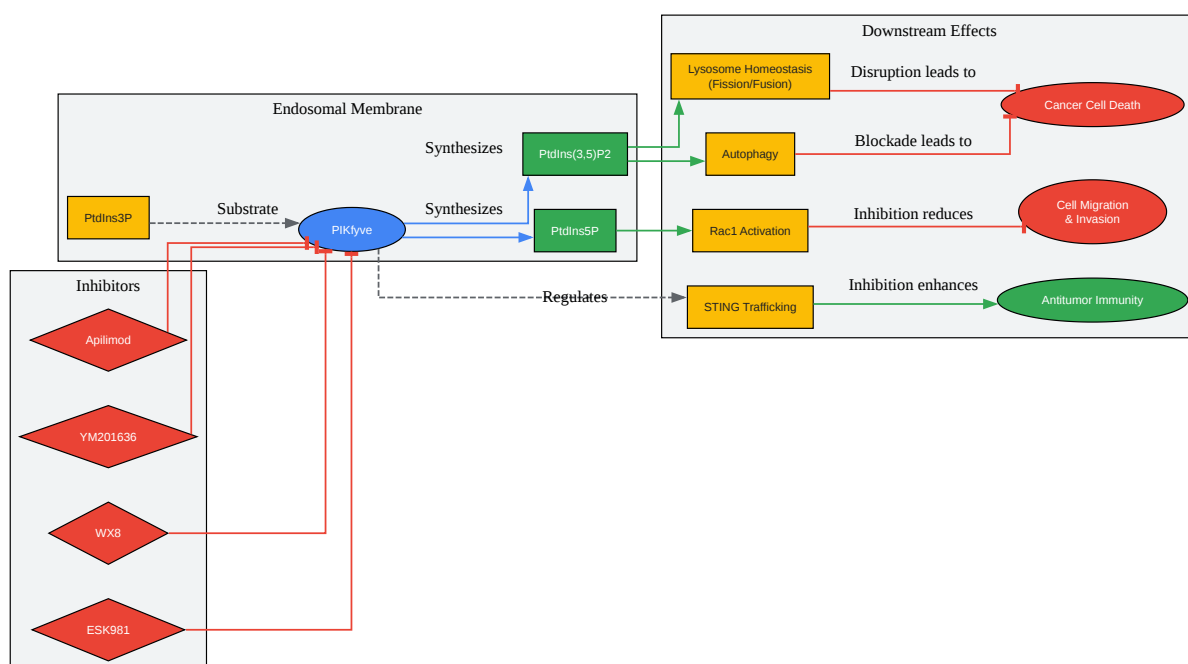 Downstream Effects
Lysosome Homeostasis
(Fission/Fusion)
Disruption leads to
Cancer Cell Death
Endosomal Membrane
Synthesizes
PtdIns(3,5)P2
Autophagy
Blockade leads to
PtdIns3P
Substrate
PIKfyve
Synthesizes
PtdIns5P
Rac1 Activation
Inhibition reduces
Cell Migration
& Invasion
Regulates
STING Trafficking
Inhibition enhances
Antitumor Immunity
Inhibitors
Apilimod
YM201636
WX8
ESK981